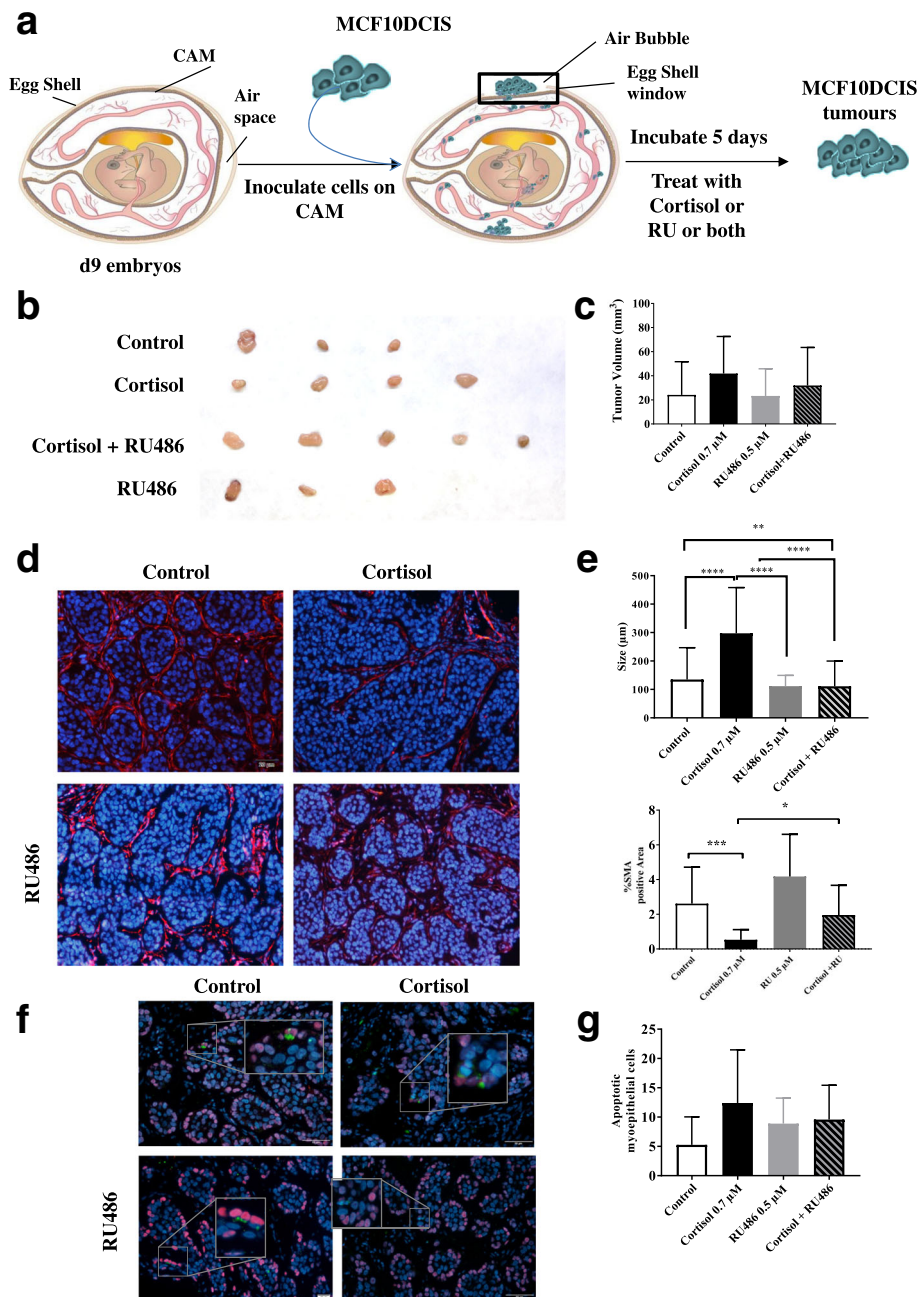 a
MCF10DCIS
CAM
Egg Shell
Air
space
Air Bubble
Egg Shell
window
MCF10DCIS
tumours
Inoculate cells on
CAM
Incubate 5 days
Treat with
Cortisol or
RU or both
d9 embryos
b
Control
Cortisol
Cortisol + RU486
RU486
c
Tumor Volume (mm³)
100
80
60
40
20
0
Control
Cortisol 0.7 µM
RU486 0.5 µM
Cortisol+RU486
d
Control
Cortisol
RU486
e
**
****
****
****
Size (µm)
500
400
300
200
100
0
Control
Cortisol 0.7 µM
RU486 0.5 µM
Cortisol + RU486
%SMA
positive Area
8
6
4
2
0
***
*
Control
Cortisol 0.7 µM
RU 0.5 µM
Cortisol +RU
f
Control
Cortisol
RU486
g
Apoptotic
myoepithelial cells
25
20
15
10
5
0
Control
Cortisol 0.7 µM
RU486 0.5 µM
Cortisol + RU486